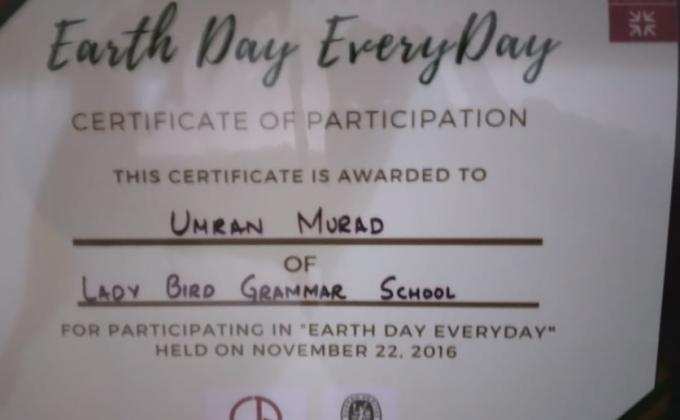 Earth Day EveryDay
CERTIFICATE OF PARTICIPATION
THIS CERTIFICATE IS AWARDED TO
UMRAN MURAD
OF
LADY BIRD GRAMMAR SCHOOL
FOR PARTICIPATING IN "EARTH DAY EVERYDAY"
HELD ON NOVEMBER 22, 2016